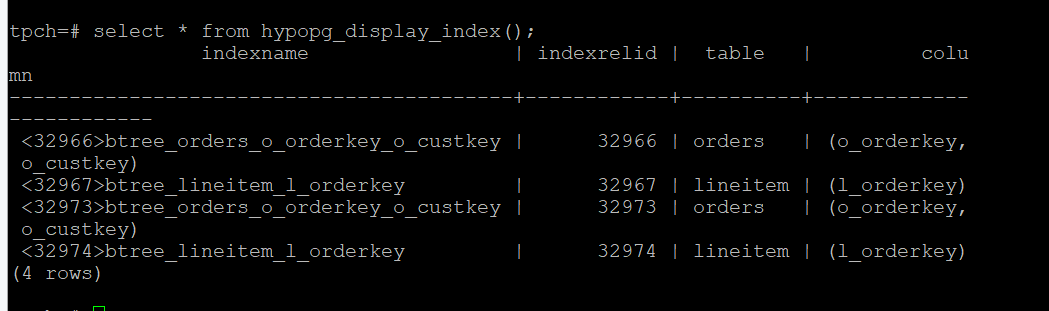 tpch=# select * from hypopg_display_index();
indexname | indexrelid | table | colu
mn
------------------------------------------+------------+----------+-------------
------------
<32966>btree_orders_o_orderkey_o_custkey | 32966 | orders | (o_orderkey,
o_custkey)
<32967>btree_lineitem_l_orderkey | 32967 | lineitem | (l_orderkey)
<32973>btree_orders_o_orderkey_o_custkey | 32973 | orders | (o_orderkey,
o_custkey)
<32974>btree_lineitem_l_orderkey | 32974 | lineitem | (l_orderkey)
(4 rows)